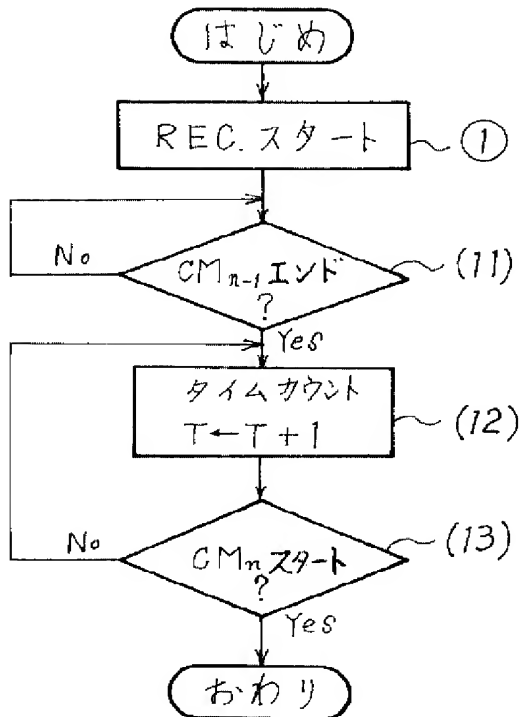 はじめ
REC.スタート
①
No
CMn-1エンド
?
(11)
Yes
タイムカウント
T←T+1
(12)
No
CMnスタート
?
(13)
Yes
おわり